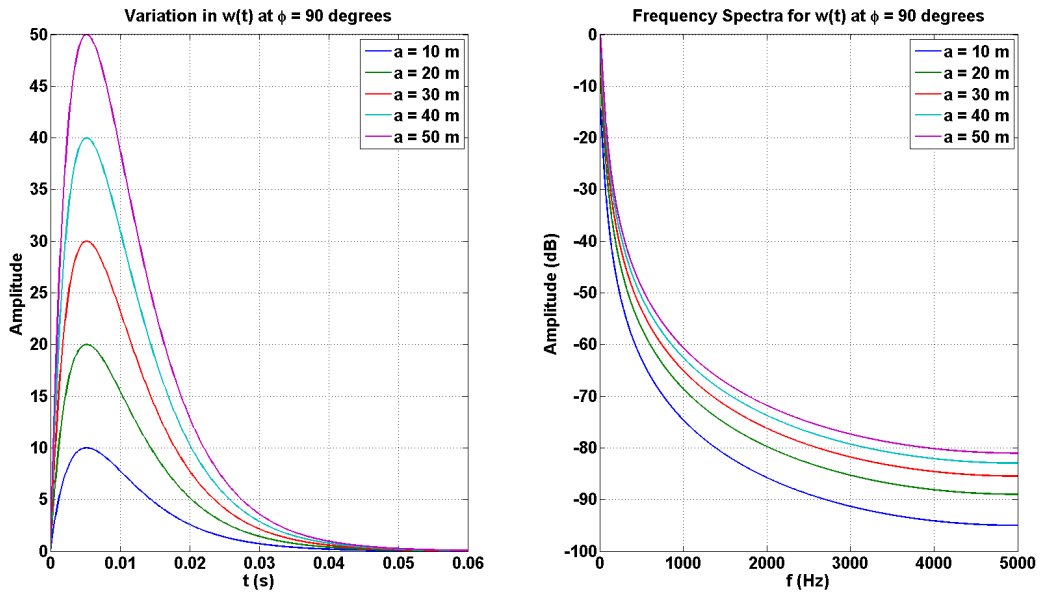 Variation in w(t) at ϕ = 90 degrees
50
45
40
35
30
25
20
15
10
5
0
Amplitude
0 0.01 0.02 0.03 0.04 0.05 0.06
t (s)
a = 10 m
a = 20 m
a = 30 m
a = 40 m
a = 50 m
Frequency Spectra for w(t) at ϕ = 90 degrees
0
-10
-20
-30
-40
-50
-60
-70
-80
-90
-100
Amplitude (dB)
0 1000 2000 3000 4000 5000
f (Hz)
a = 10 m
a = 20 m
a = 30 m
a = 40 m
a = 50 m